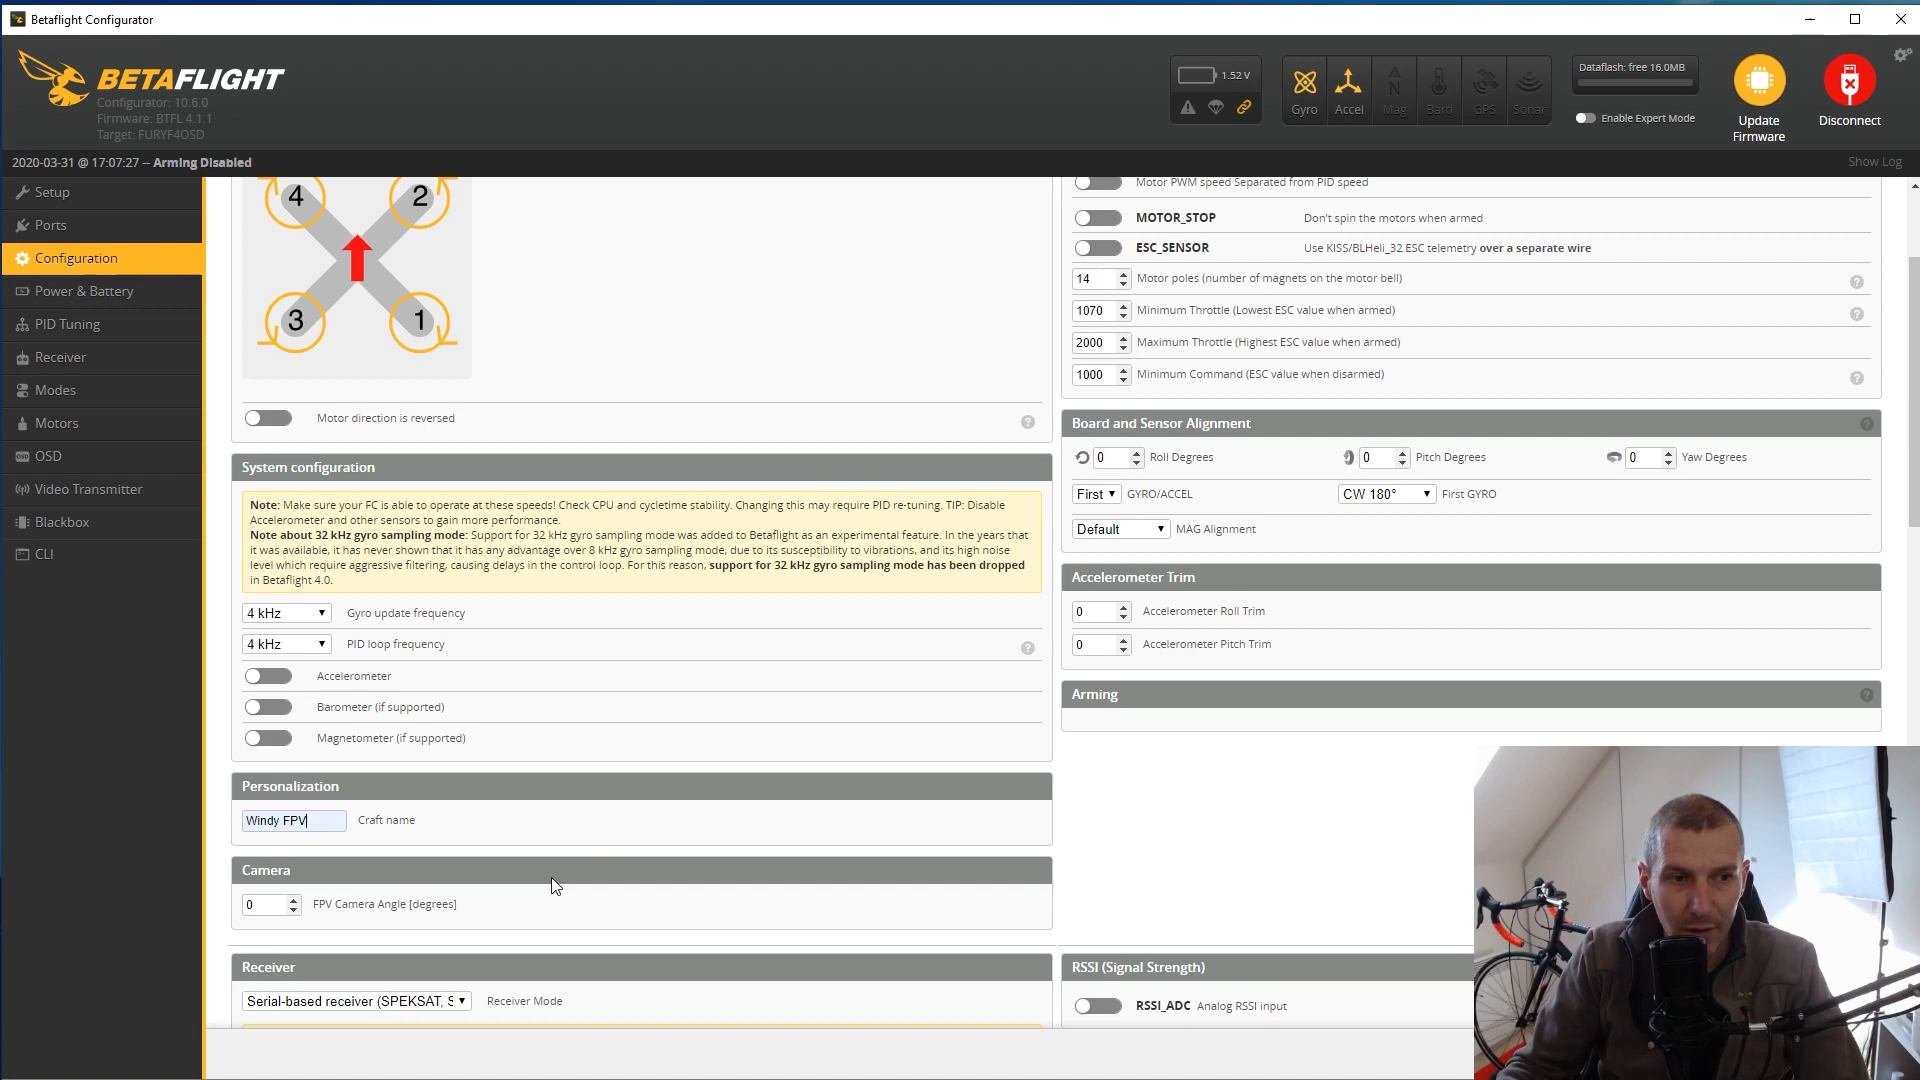 Betaflight Configurator
BETAFLIGHT
Configurator: 10.6.0
Firmware: BTFL 4.1.1
Target: FURYF4OSD
1.52 V
Gyro
Accel
Mag
Baro
GPS
Sonar
Dataflash: free 16.0MB
Enable Expert Mode
Update
Firmware
Disconnect
2020-03-31 @ 17:07:27 -- Arming Disabled
Show Log
Setup
Ports
Configuration
Power & Battery
PID Tuning
Receiver
Modes
Motors
OSD
Video Transmitter
Blackbox
CLI
4
2
3
1
Motor direction is reversed
System configuration
Note: Make sure your FC is able to operate at these speeds! Check CPU and cycletime stability. Changing this may require PID re-tuning. TIP: Disable
Accelerometer and other sensors to gain more performance.
Note about 32 kHz gyro sampling mode: Support for 32 kHz gyro sampling mode was added to Betaflight as an experimental feature. In the years that
it was available, it has never shown that it has any advantage over 8 kHz gyro sampling mode, due to its susceptibility to vibrations, and its high noise
level which require aggressive filtering, causing delays in the control loop. For this reason, support for 32 kHz gyro sampling mode has been dropped
in Betaflight 4.0.
4 kHz Gyro update frequency
4 kHz PID loop frequency
Accelerometer
Barometer (if supported)
Magnetometer (if supported)
Personalization
Windy FPV Craft name
Camera
0 FPV Camera Angle [degrees]
Receiver
Serial-based receiver (SPEKSAT, S Receiver Mode
Motor PWM speed Separated from PID speed
MOTOR_STOP Don't spin the motors when armed
ESC_SENSOR Use KISS/BLHeli_32 ESC telemetry over a separate wire
14 Motor poles (number of magnets on the motor bell)
1070 Minimum Throttle (Lowest ESC value when armed)
2000 Maximum Throttle (Highest ESC value when armed)
1000 Minimum Command (ESC value when disarmed)
Board and Sensor Alignment
0 Roll Degrees 0 Pitch Degrees 0 Yaw Degrees
First GYRO/ACCEL CW 180° First GYRO
Default MAG Alignment
Accelerometer Trim
0 Accelerometer Roll Trim
0 Accelerometer Pitch Trim
Arming
RSSI (Signal Strength)
RSSI_ADC Analog RSSI input